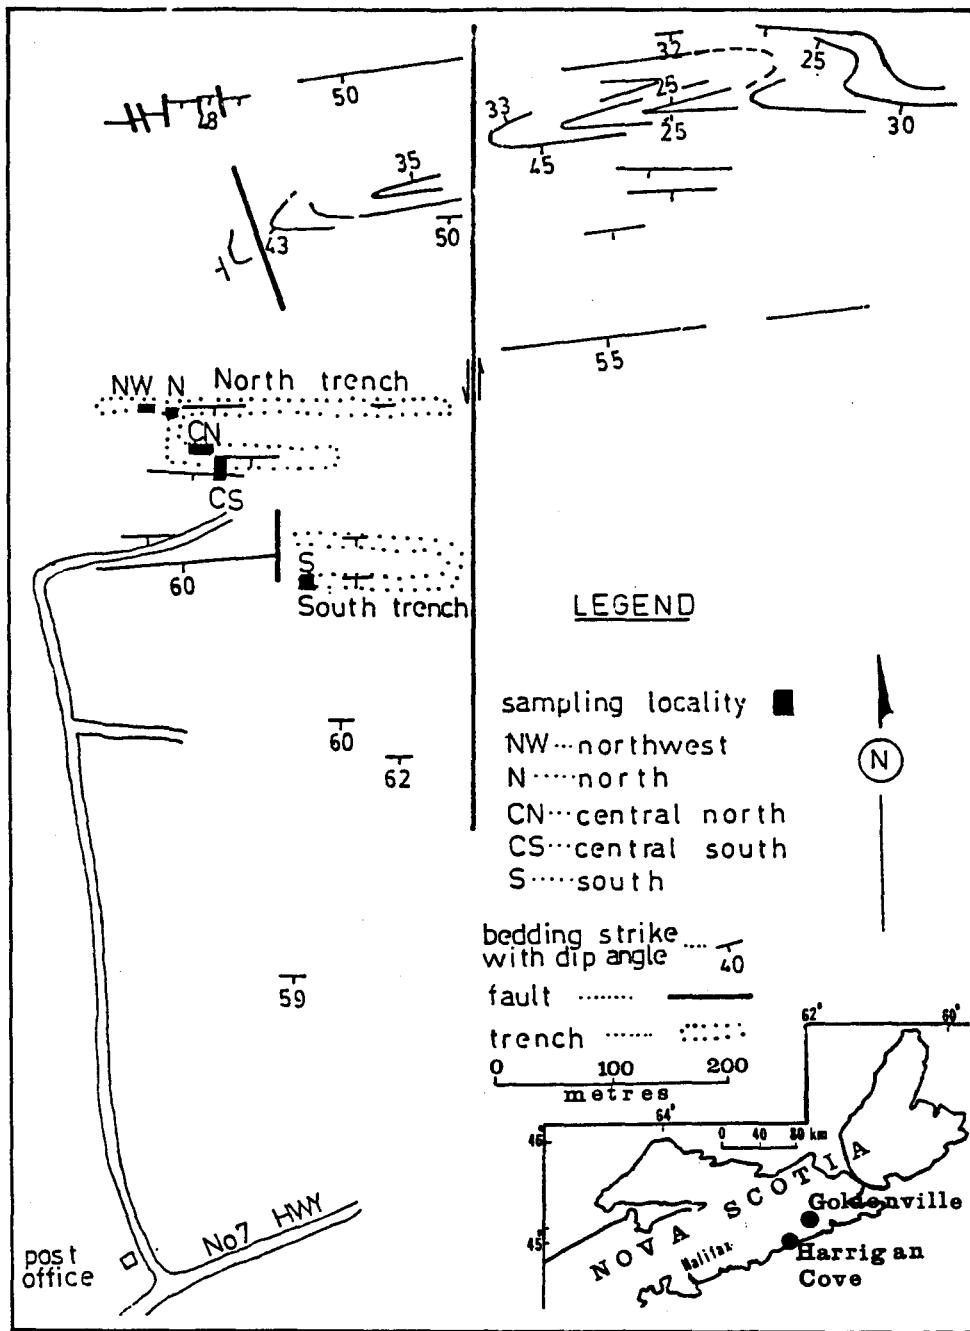 32
25
50
25
48
33
25
30
45
35
43
50
55
NW N North trench
CN
CS
S
60
South trench
LEGEND
sampling locality
NW...northwest
N.....north
CN...central north
CS...central south
S.....south
60
62
N
bedding strike
with dip angle ..... 40
59
fault ........
trench .......
0 100 200
metres
62° 60°
64°
46
0 40 80 km
NOVA SCOTIA
Goldenville
45°
Halifax
Harrigan
Cove
No7 HWY
post
office